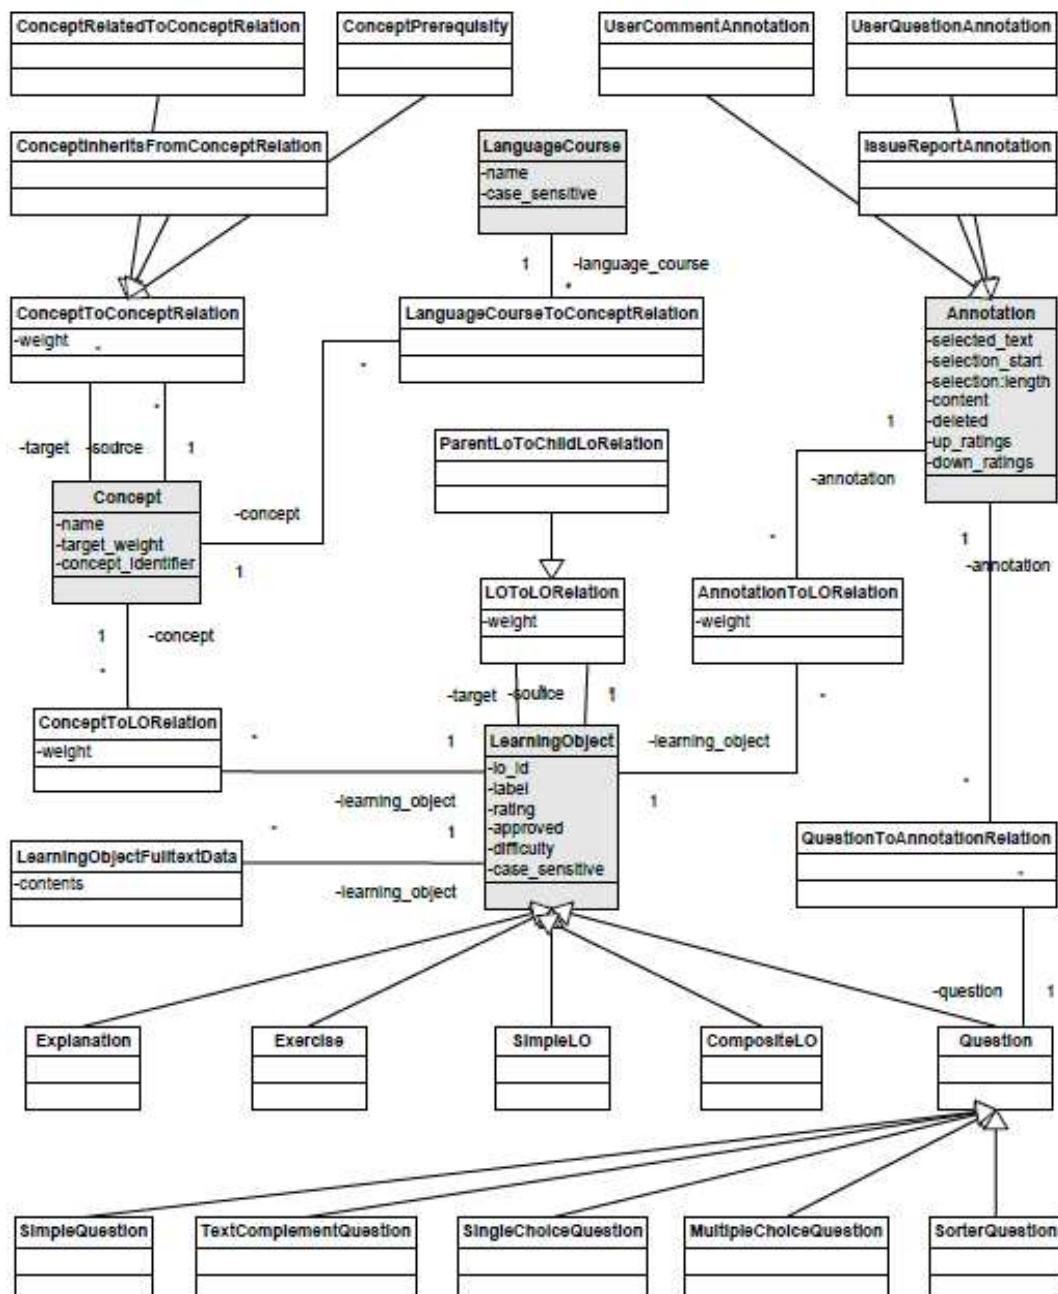 ConceptRelatedToConceptRelation
ConceptPrerequisity
UserCommentAnnotation
UserQuestionAnnotation
ConceptInheritsFromConceptRelation
LanguageCourse
-name
-case_sensitive
IssueReportAnnotation
1 -language_course
*
ConceptToConceptRelation
-weight
*
LanguageCourseToConceptRelation
*
Annotation
-selected_text
-selection_start
-selection:length
-content
-deleted
-up_ratings
-down_ratings
*
-target -source 1
ParentLoToChildLoRelation
1
-annotation
Concept
-name
-target_weight
-concept_identifier
-concept
1
*
1
-annotation
LOToLORelation
-weight
AnnotationToLORelation
-weight
1 -concept
*
-target -source 1
*
ConceptToLORelation
-weight
*
1
-learning_object
LearningObject
-lo_id
-label
-rating
-approved
-difficulty
-case_sensitive
-learning_object
1
*
LearningObjectFulltextData
-contents
*
1
-learning_object
QuestionToAnnotationRelation
*
-question 1
Explanation
Exercise
SimpleLO
CompositeLO
Question
SimpleQuestion
TextComplementQuestion
SingleChoiceQuestion
MultipleChoiceQuestion
SorterQuestion